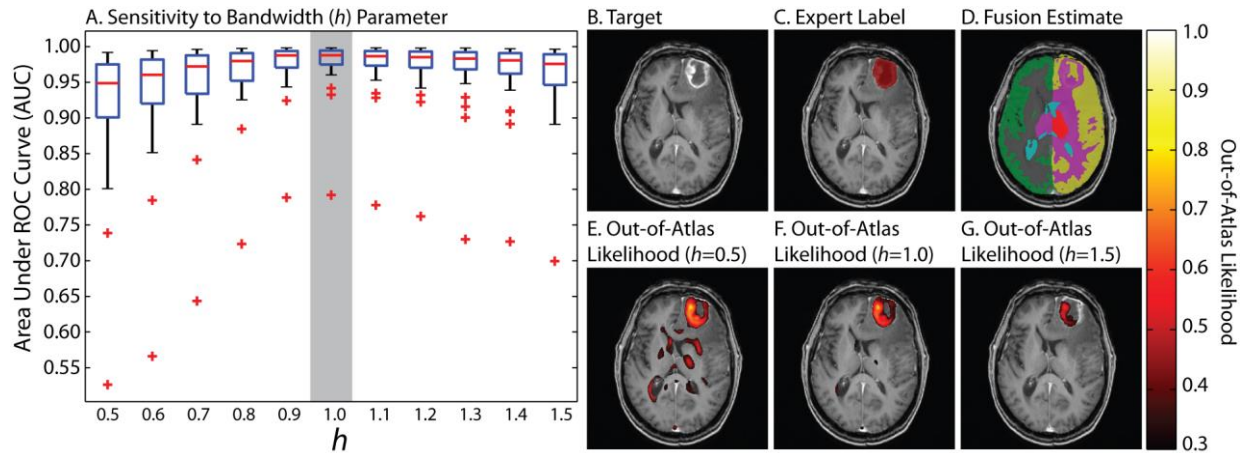 A. Sensitivity to Bandwidth (h) Parameter
Area Under ROC Curve (AUC)
1.00
0.95
0.90
0.85
0.80
0.75
0.70
0.65
0.60
0.55
0.5 0.6 0.7 0.8 0.9 1.0 1.1 1.2 1.3 1.4 1.5
h
B. Target
C. Expert Label
D. Fusion Estimate
E. Out-of-Atlas
Likelihood (h=0.5)
F. Out-of-Atlas
Likelihood (h=1.0)
G. Out-of-Atlas
Likelihood (h=1.5)
1.0
0.9
0.8
0.7
0.6
0.5
0.4
0.3
Out-of-Atlas Likelihood